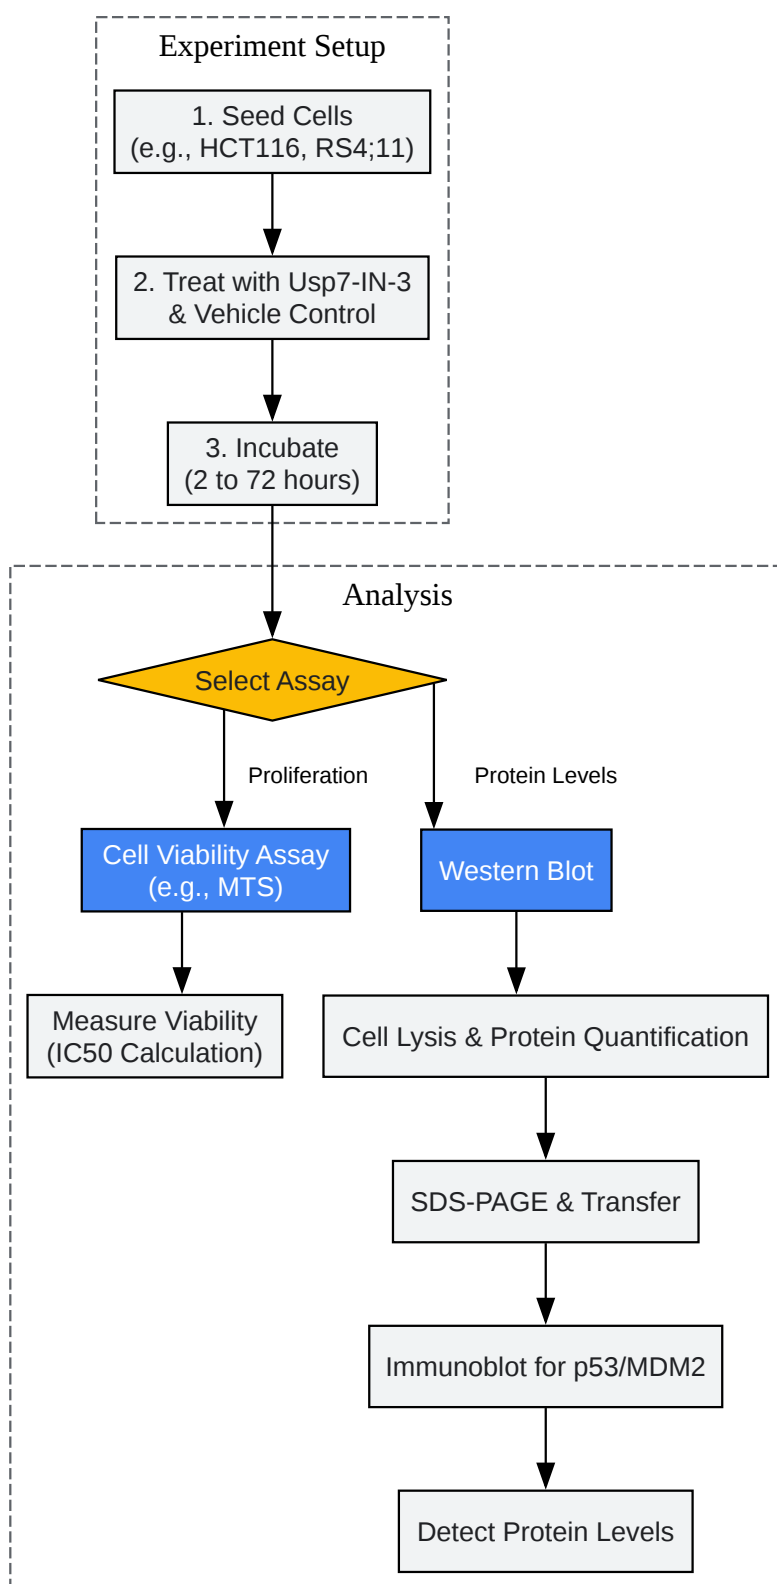 Experiment Setup
1. Seed Cells
(e.g., HCT116, RS4;11)
2. Treat with Usp7-IN-3
& Vehicle Control
3. Incubate
(2 to 72 hours)
Analysis
Select Assay
Proliferation
Protein Levels
Cell Viability Assay
(e.g., MTS)
Western Blot
Measure Viability
(IC50 Calculation)
Cell Lysis & Protein Quantification
SDS-PAGE & Transfer
Immunoblot for p53/MDM2
Detect Protein Levels